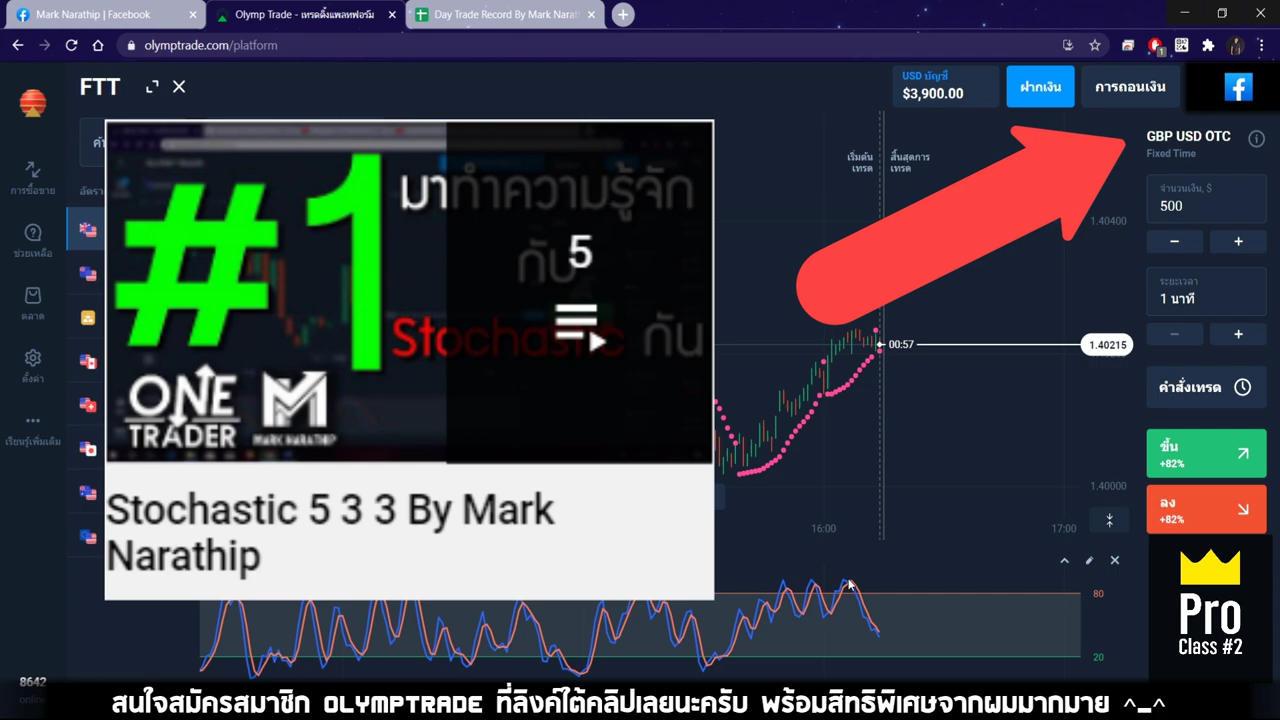 Mark Narathip | Facebook
Olymp Trade - เทรดดิ้งแพลทฟอร์ม
Day Trade Record By Mark Narat
olymptrade.com/platform
1
FTT
USD บัญชี
$3,900.00
ฝากเงิน
การถอนเงิน
การซื้อขาย
ช่วยเหลือ
ตลาด
ตั้งค่า
เรียนรู้เพิ่มเติม
8642
online
ค้
อัตรา
#1
มาทำความรู้จัก
กับ
5
Stochastic กัน
ONE
TRADER
MARK NARATHIP
Stochastic 5 3 3 By Mark
Narathip
เริ่มต้น
เทรด
สิ้นสุดการ
เทรด
1.40400
00:57
1.40215
1.40000
16:00
17:00
80
20
GBP USD OTC
Fixed Time
จำนวนเงิน, $
500
ระยะเวลา
1 นาที
คำสั่งเทรด
ขึ้น
+82%
ลง
+82%
Pro
Class #2
สนใจสมัครสมาชิก OLYMPTRADE ที่ลิงค์ใต้คลิปเลยนะครับ พร้อมสิทธิพิเศษจากผมมากมาย ^_^